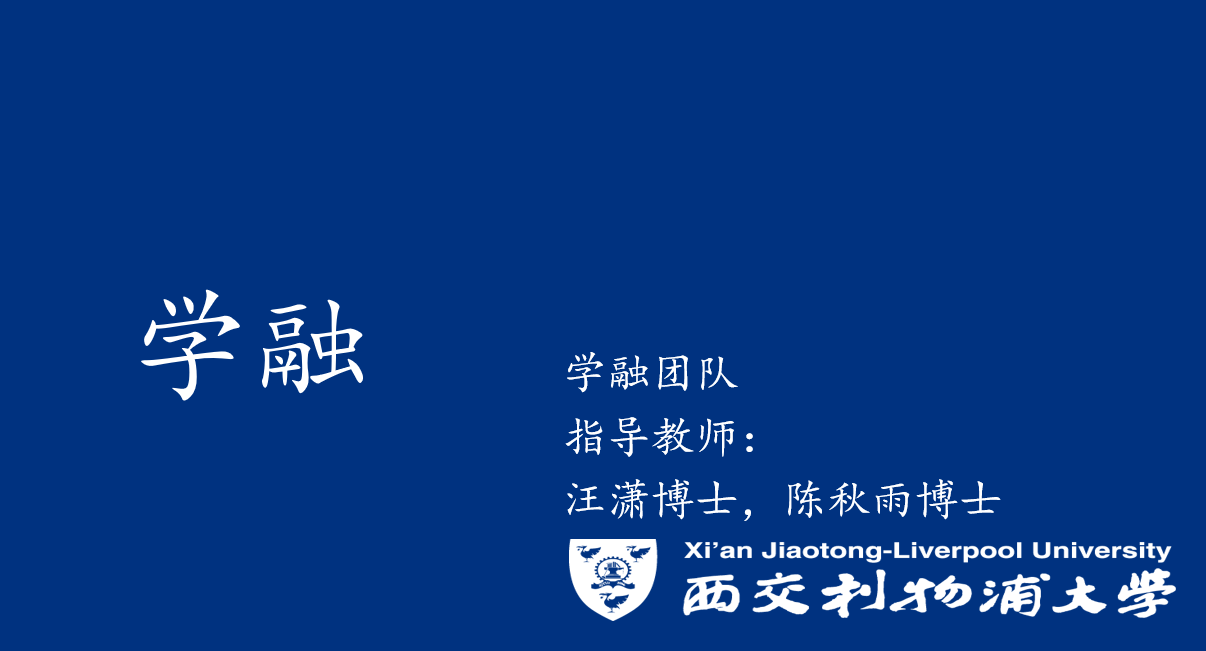 学融
学融团队
指导教师：
汪潇博士，陈秋雨博士
Xi'an Jiaotong-Liverpool University
西交利物浦大学